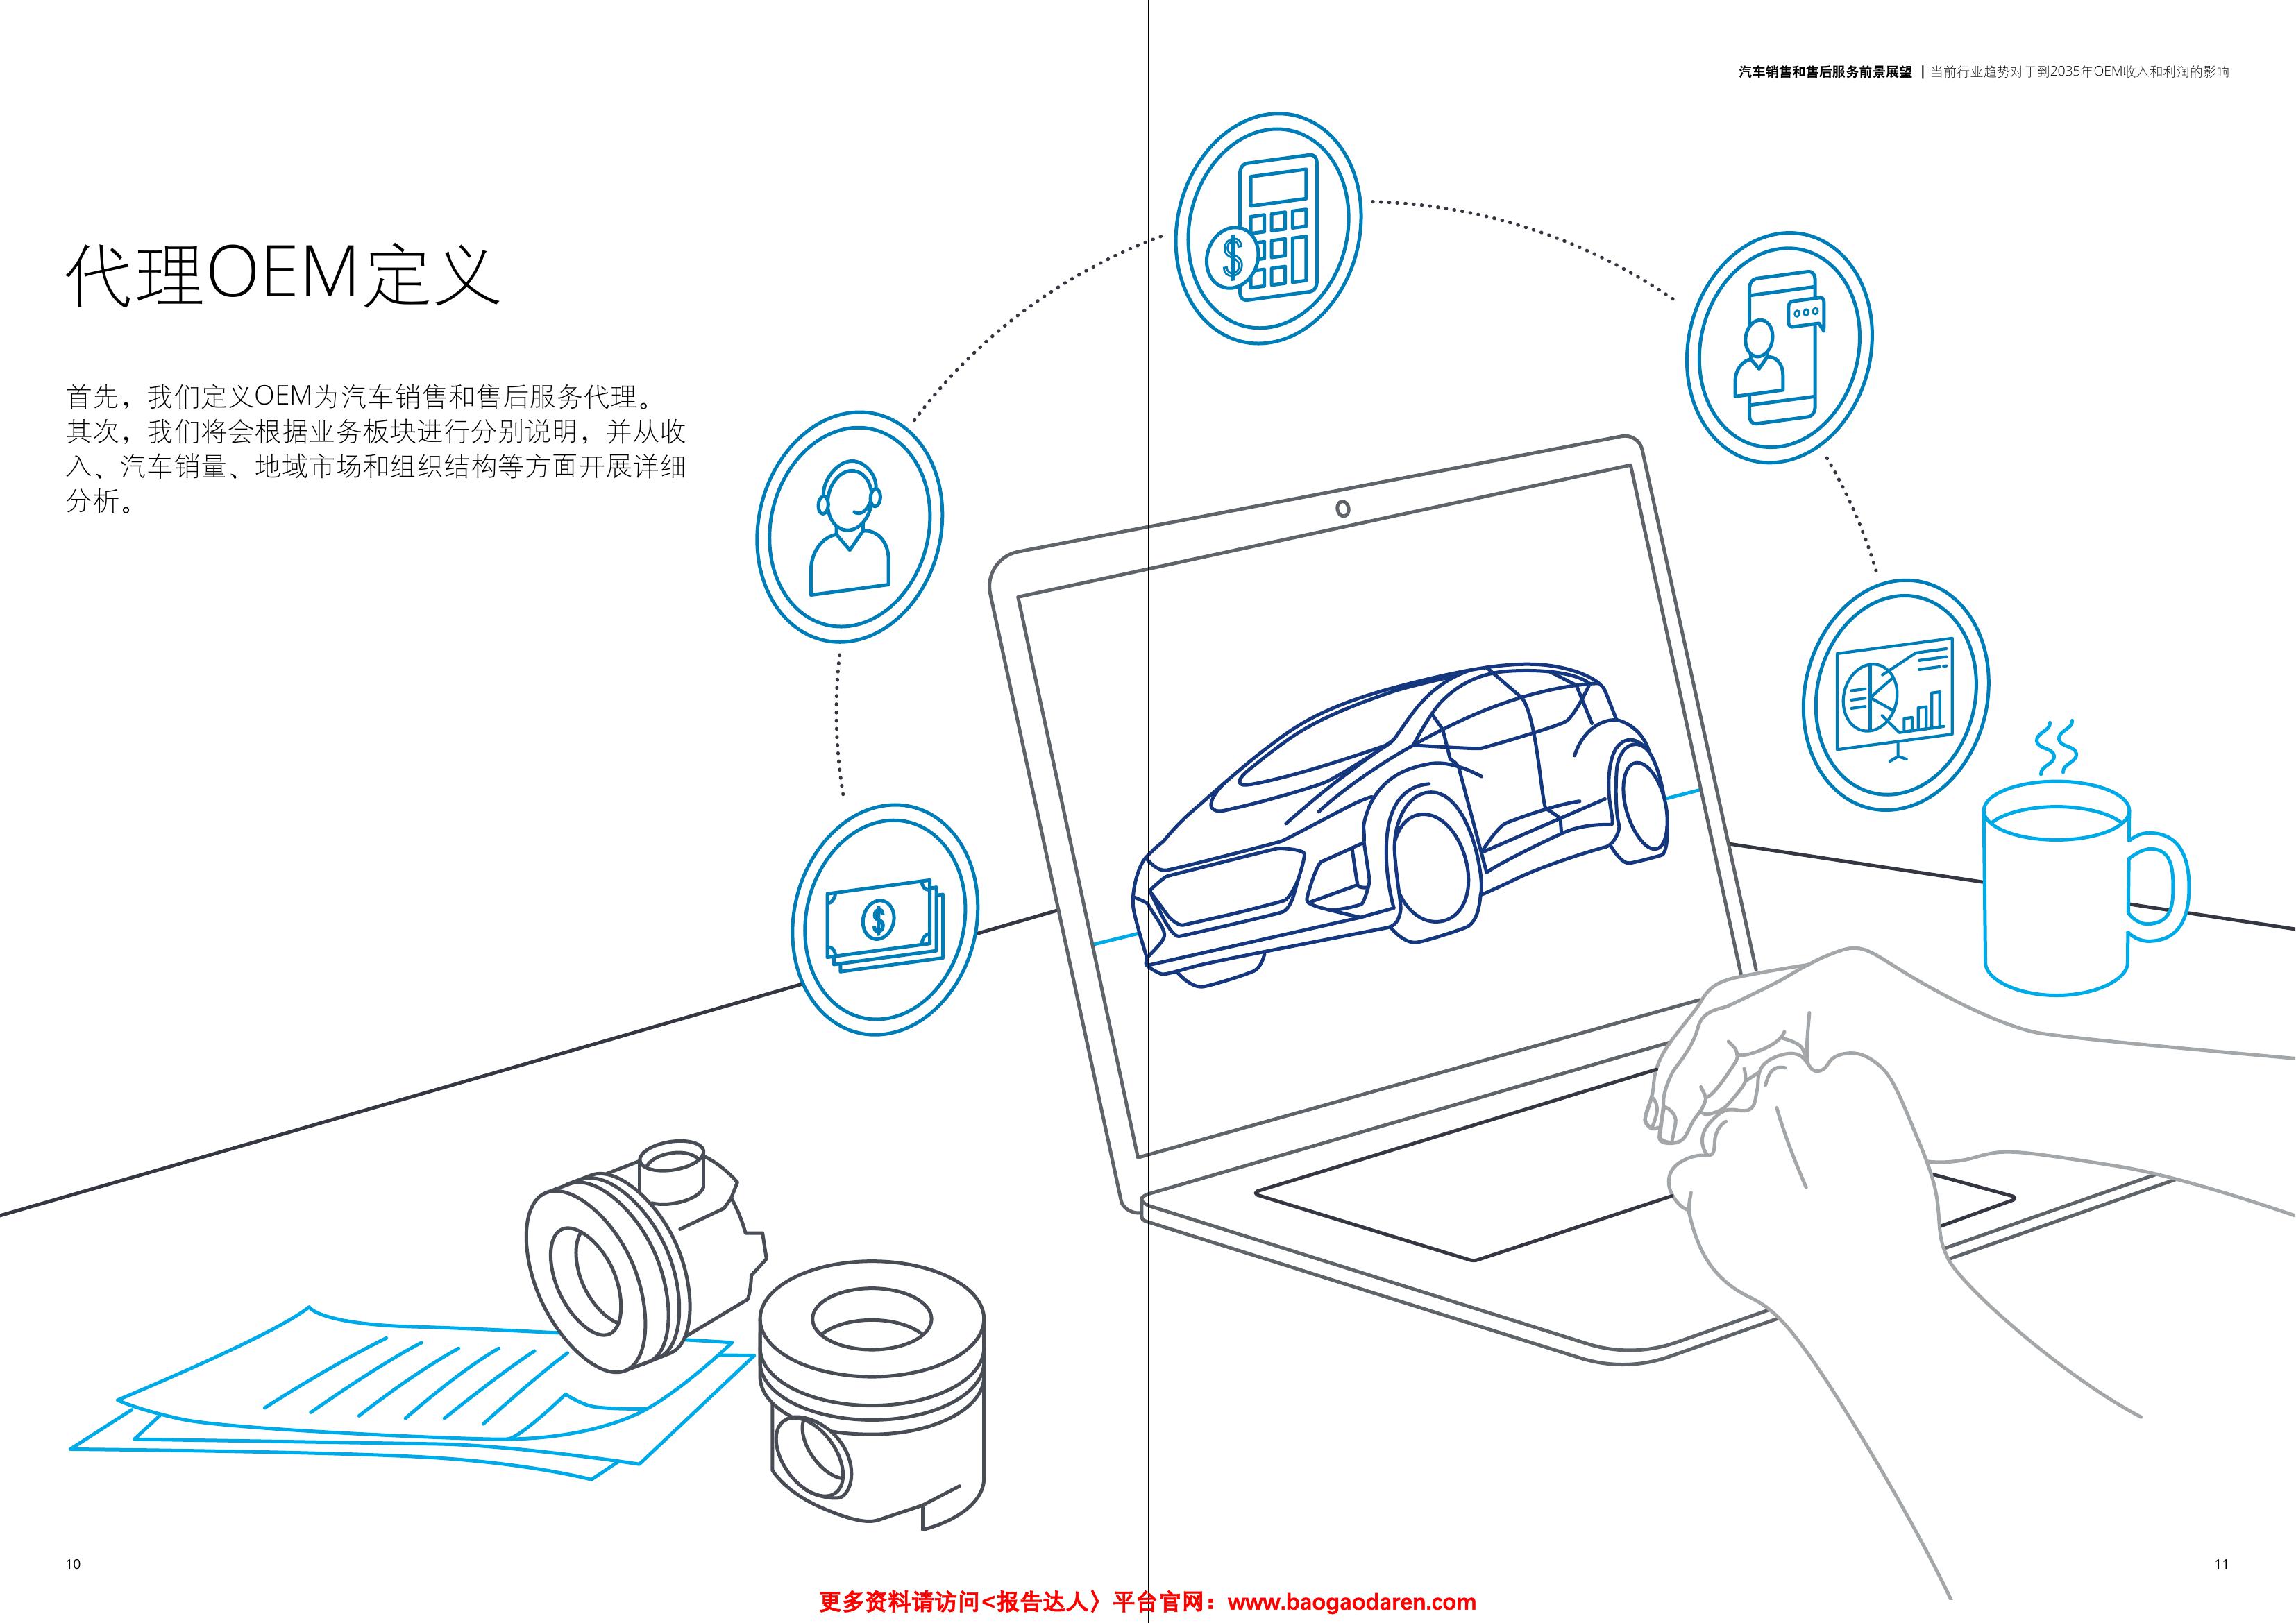 汽车销售和售后服务前景展望 | 当前行业趋势对于到2035年OEM收入和利润的影响
代理OEM定义
首先，我们定义OEM为汽车销售和售后服务代理。
其次，我们将会根据业务板块进行分别说明，并从收
入、汽车销量、地域市场和组织结构等方面开展详细
分析。
$
$
10
11
更多资料请访问<报告达人〉平台官网：www.baogaodaren.com